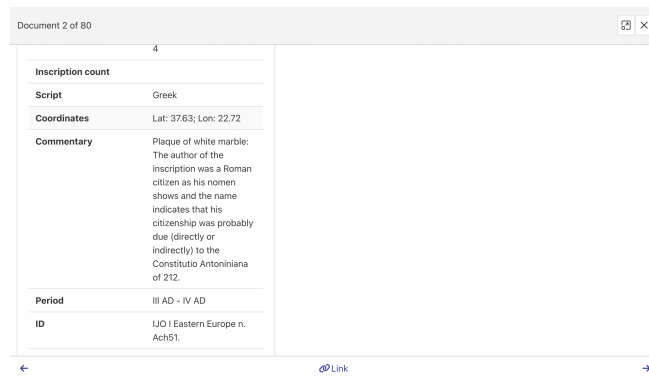 Document 2 of 80
4
Inscription count
Script Greek
Coordinates Lat: 37.63; Lon: 22.72
Commentary Plaque of white marble:
The author of the
inscription was a Roman
citizen as his nomen
shows and the name
indicates that his
citizenship was probably
due (directly or
indirectly) to the
Constitutio Antoniniana
of 212.
Period III AD - IV AD
ID IJO I Eastern Europe n.
Ach51.
Link